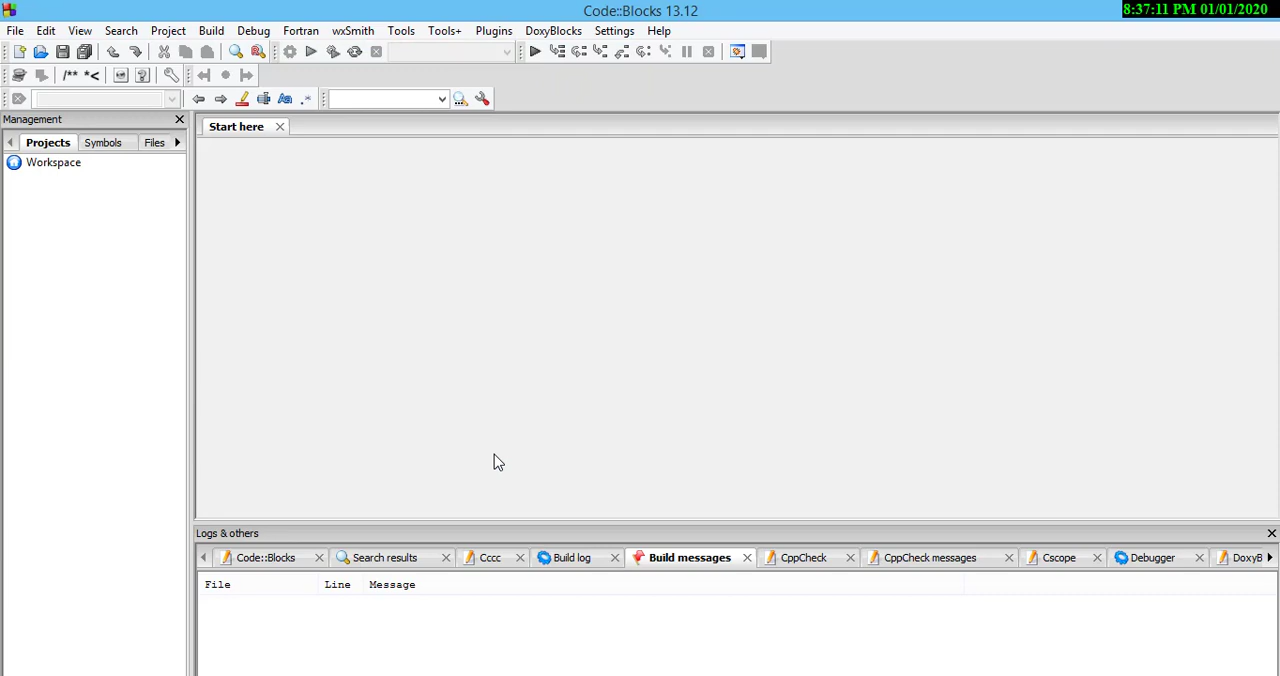 Code::Blocks 13.12
8:37:11 PM 01/01/2020
File Edit View Search Project Build Debug Fortran wxSmith Tools Tools+ Plugins DoxyBlocks Settings Help
/** *<
Aa .*
Management
Start here
Projects Symbols Files
Workspace
Logs & others
Code::Blocks Search results Cccc Build log Build messages CppCheck CppCheck messages Cscope Debugger DoxyB
File Line Message